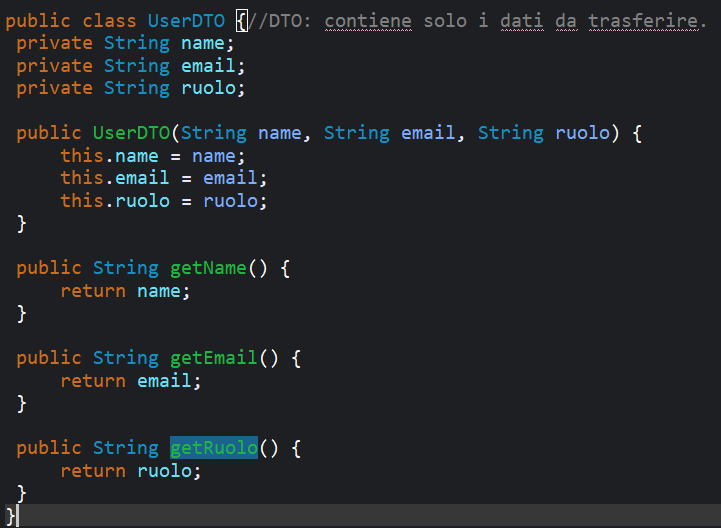 public class UserDTO {//DTO: contiene solo i dati da trasferire.
private String name;
private String email;
private String ruolo;
public UserDTO(String name, String email, String ruolo) {
this.name = name;
this.email = email;
this.ruolo = ruolo;
}
public String getName() {
return name;
}
public String getEmail() {
return email;
}
public String getRuolo() {
return ruolo;
}
}